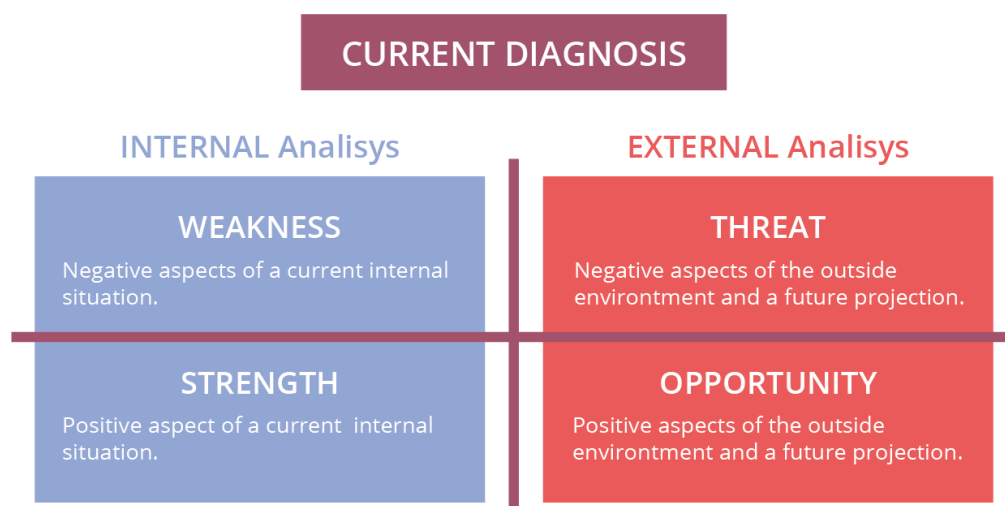 CURRENT DIAGNOSIS
INTERNAL Analisys
WEAKNESS
Negative aspects of a current internal
situation.
STRENGTH
Positive aspect of a current  internal
situation.
EXTERNAL Analisys
THREAT
Negative aspects of the outside
environtment and a future projection.
OPPORTUNITY
Positive aspects of the outside
environtment and a future projection.